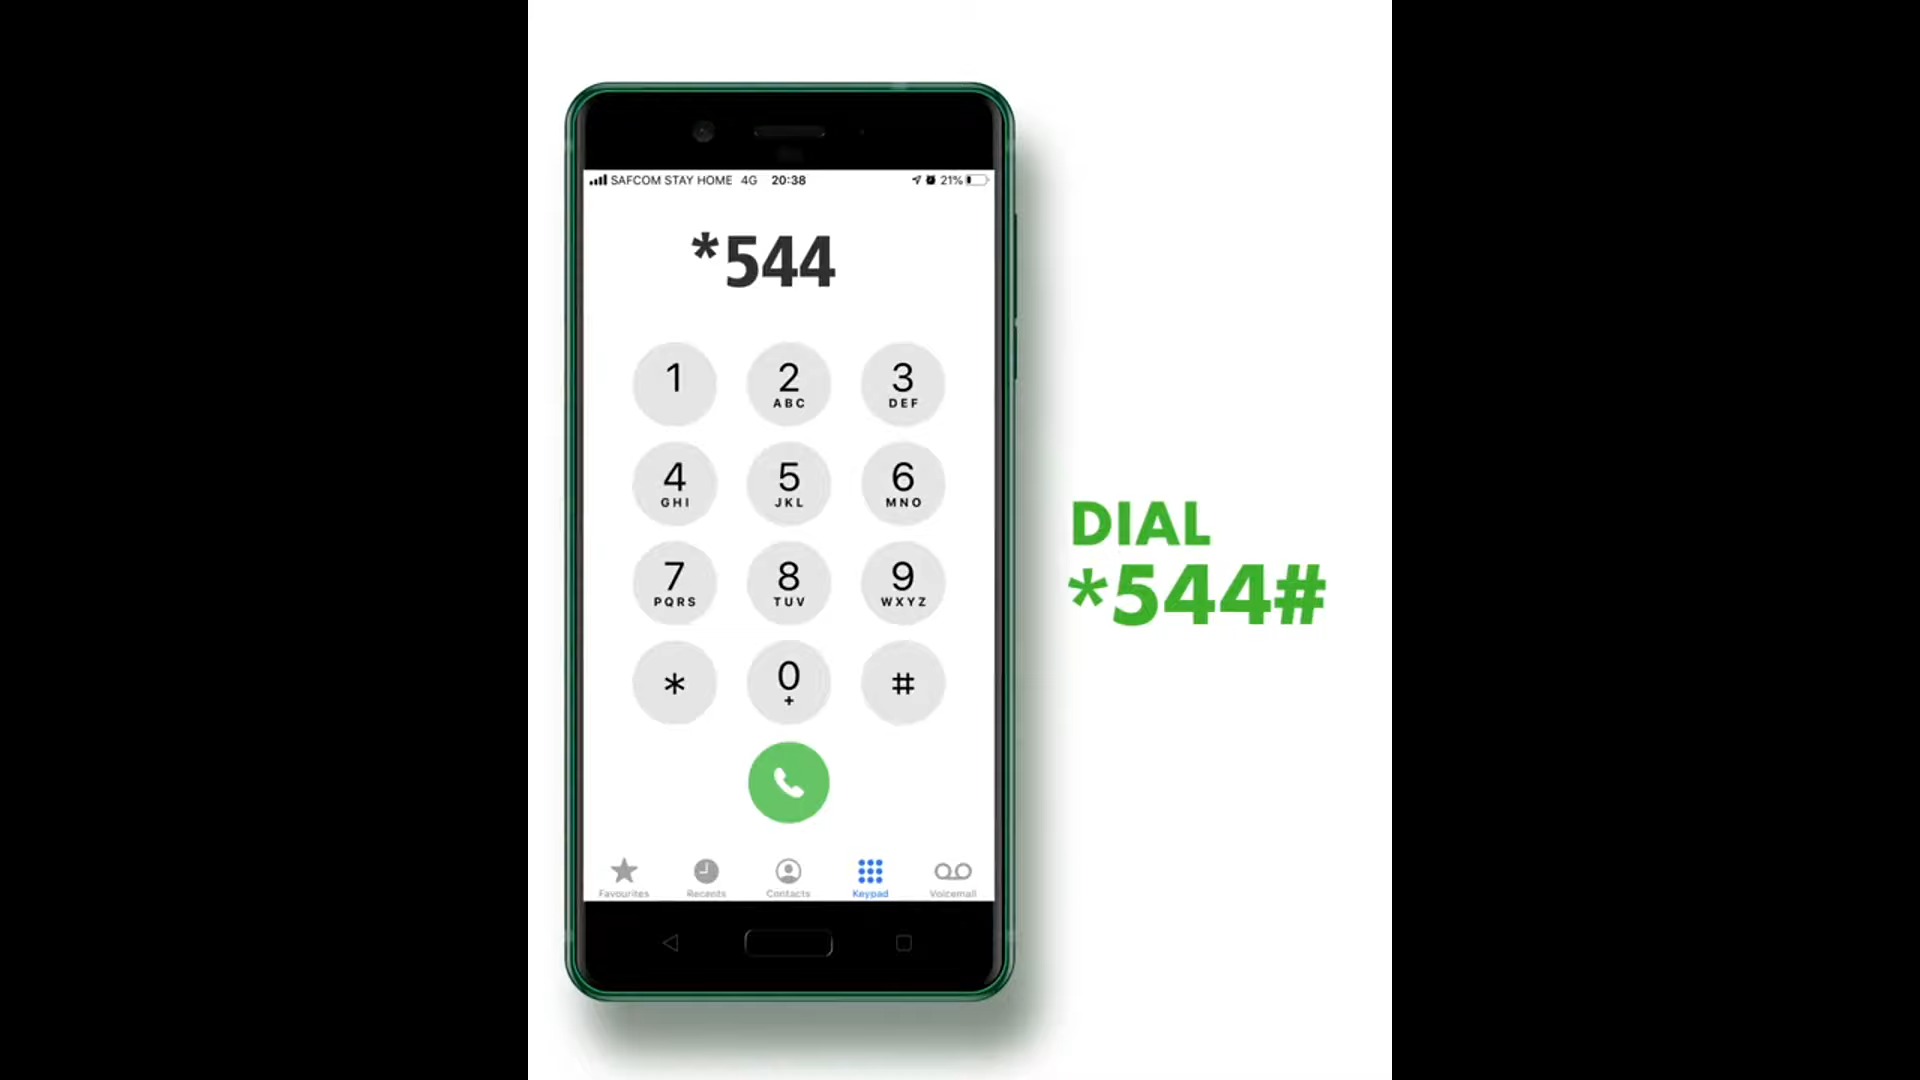 SAFCOM STAY HOME 4G 20:38 21%
*544
1 2 3
ABC DEF
4 5 6
GHI JKL MNO
7 8 9
PQRS TUV WXYZ
* 0 #
+
DIAL
*544#
Favourites Recents Contacts Keypad Voicemail